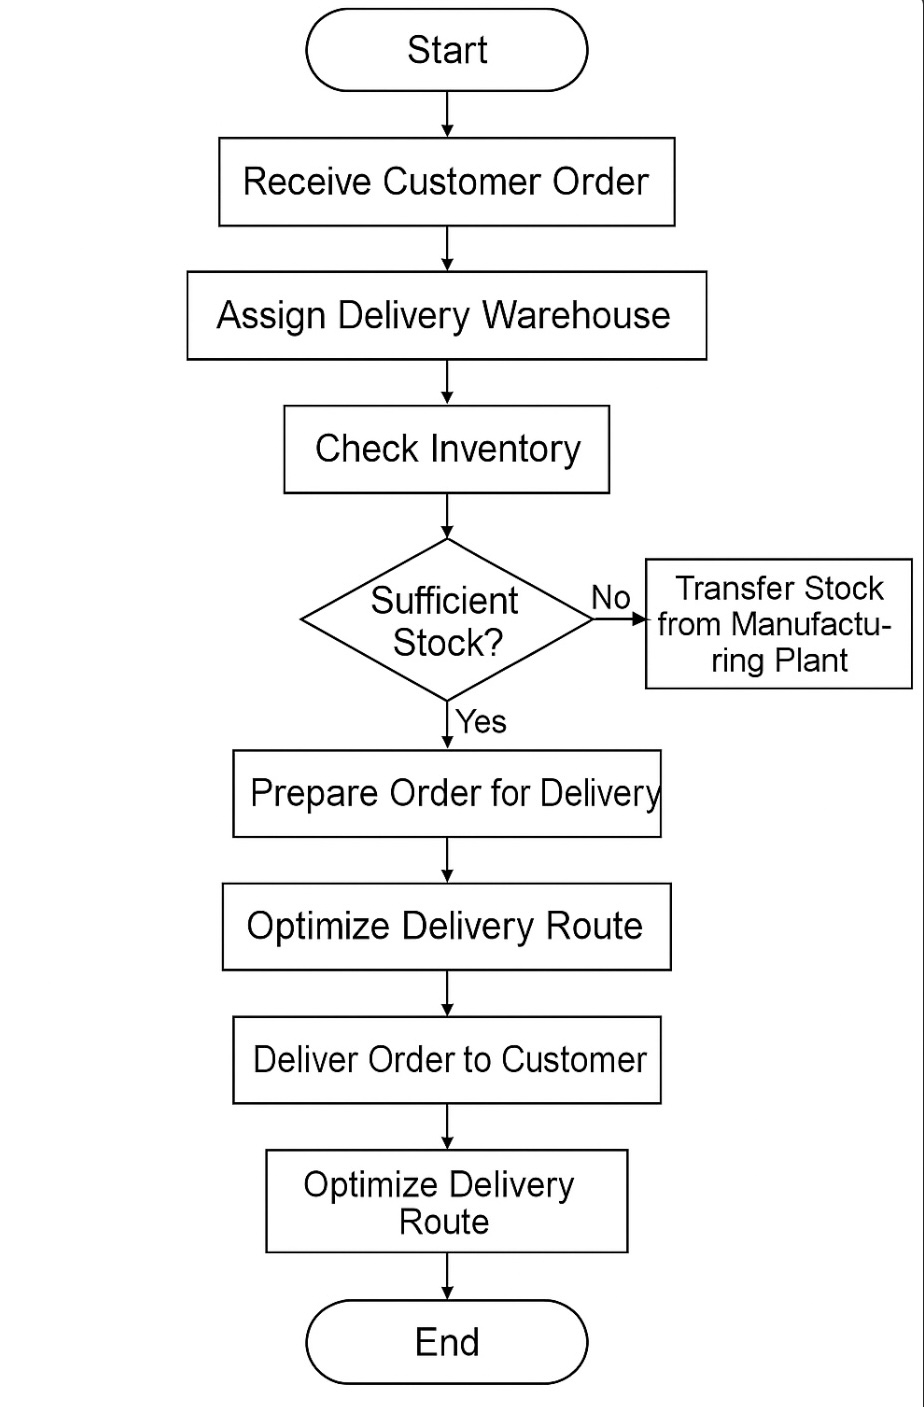 Start
Receive Customer Order
Assign Delivery Warehouse
Check Inventory
Sufficient
Stock?
No
Transfer Stock
from Manufactu-
ring Plant
Yes
Prepare Order for Delivery
Optimize Delivery Route
Deliver Order to Customer
Optimize Delivery
Route
End